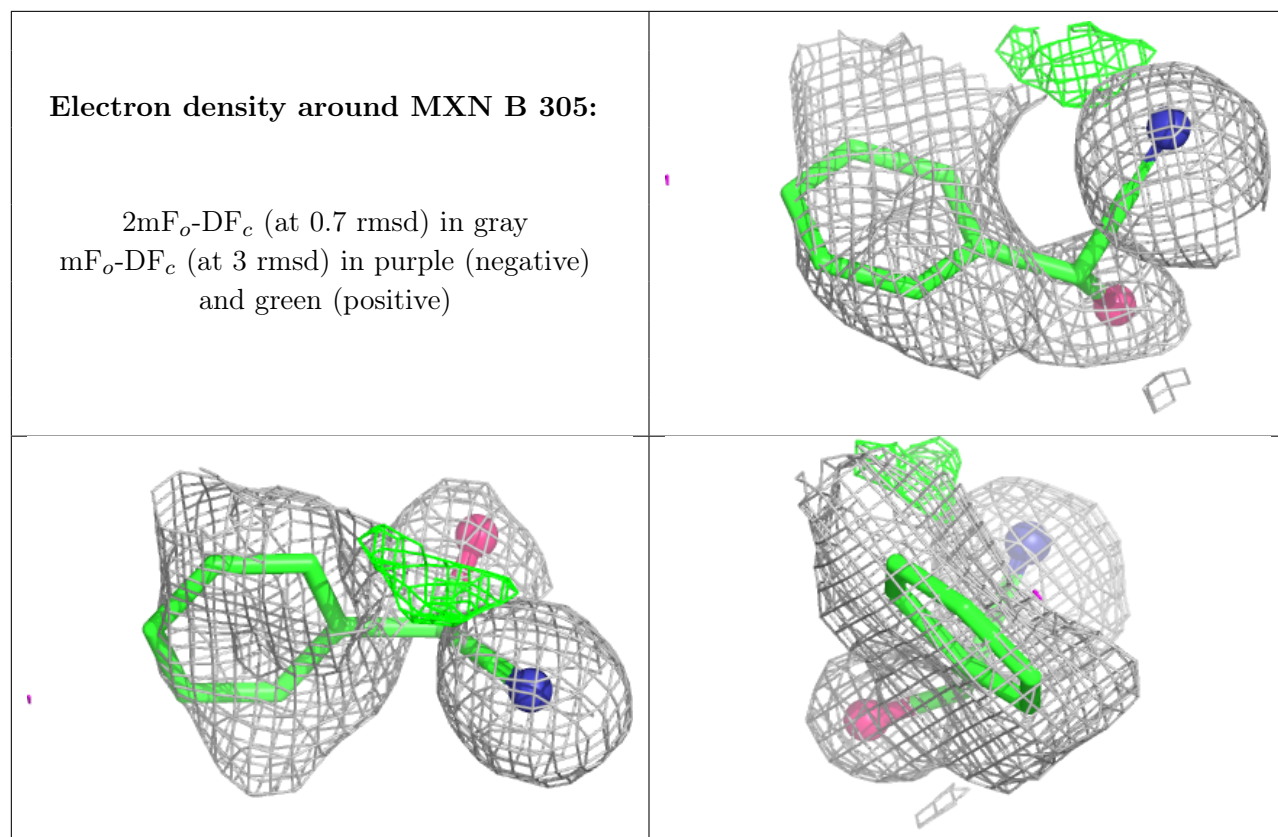 Electron density around MXN B 305:
2mFₒ-DF𝑐 (at 0.7 rmsd) in gray
mFₒ-DF𝑐 (at 3 rmsd) in purple (negative)
and green (positive)